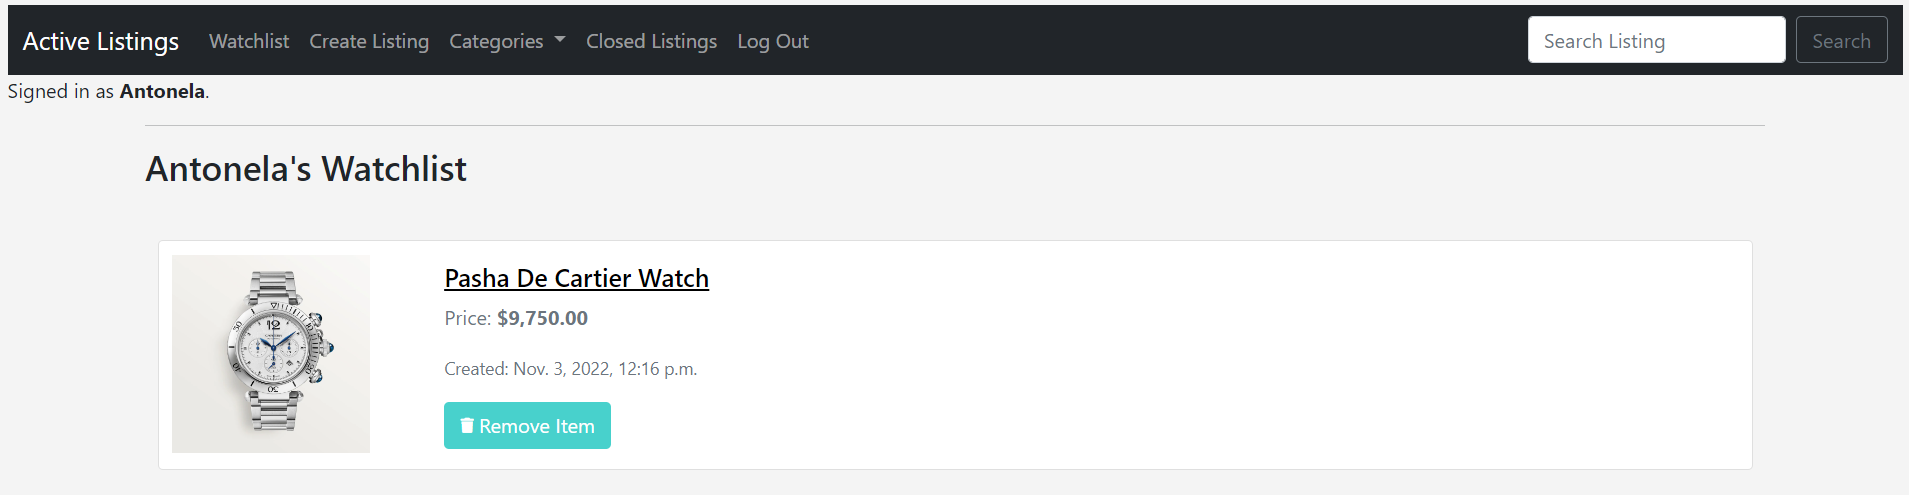 Active Listings Watchlist Create Listing Categories Closed Listings Log Out Search Listing Search
Signed in as Antonela.
Antonela's Watchlist
Pasha De Cartier Watch
Price: $9,750.00
Created: Nov. 3, 2022, 12:16 p.m.
Remove Item
12